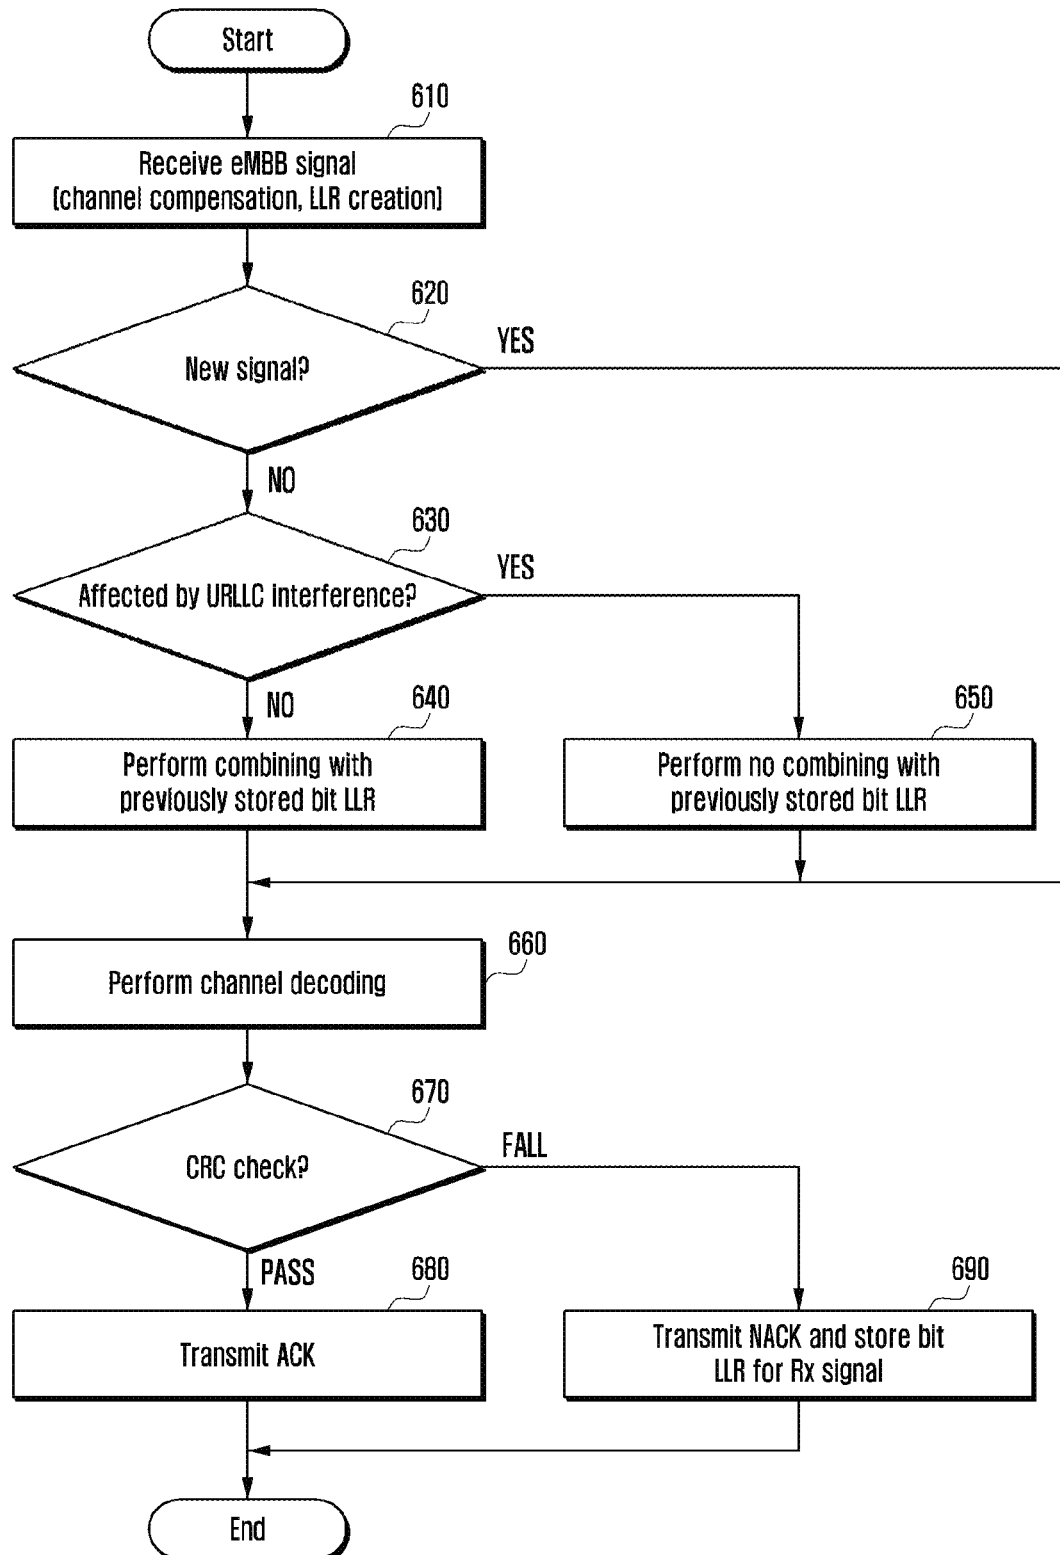 Start
610
Receive eMBB signal
(channel compensation, LLR creation)
620
New signal?
YES
NO
630
Affected by URLLC interference?
YES
NO
640
Perform combining with
previously stored bit LLR
650
Perform no combining with
previously stored bit LLR
660
Perform channel decoding
670
CRC check?
FALL
PASS
680
Transmit ACK
690
Transmit NACK and store bit
LLR for Rx signal
End